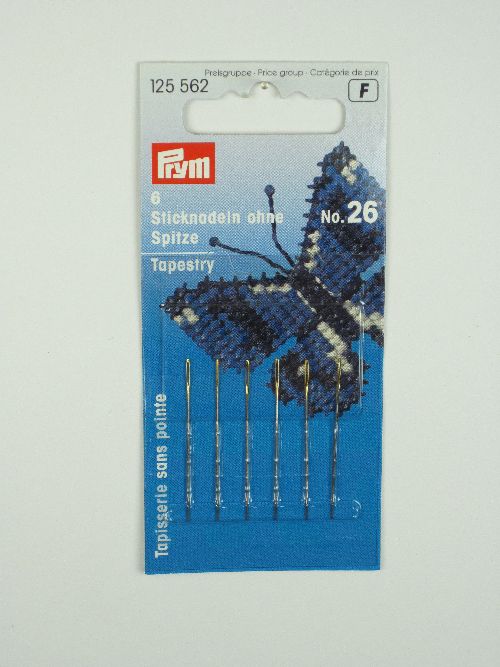 Preisgruppe · Price group · Catégorie de prix
125 562
F
Prym
6
Sticknadeln ohne
Spitze
No. 26
Tapestry
Tapisserie sans pointe